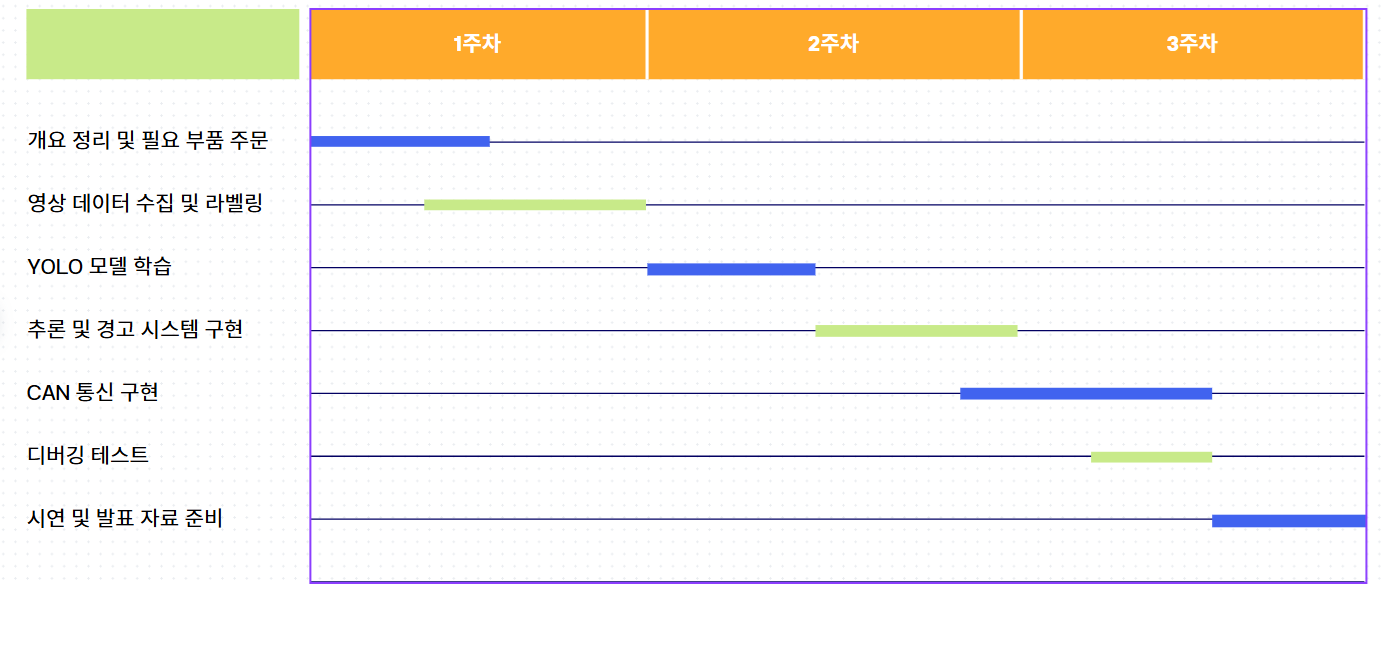 1주차 2주차 3주차
개요 정리 및 필요 부품 주문
영상 데이터 수집 및 라벨링
YOLO 모델 학습
추론 및 경고 시스템 구현
CAN 통신 구현
디버깅 테스트
시연 및 발표 자료 준비